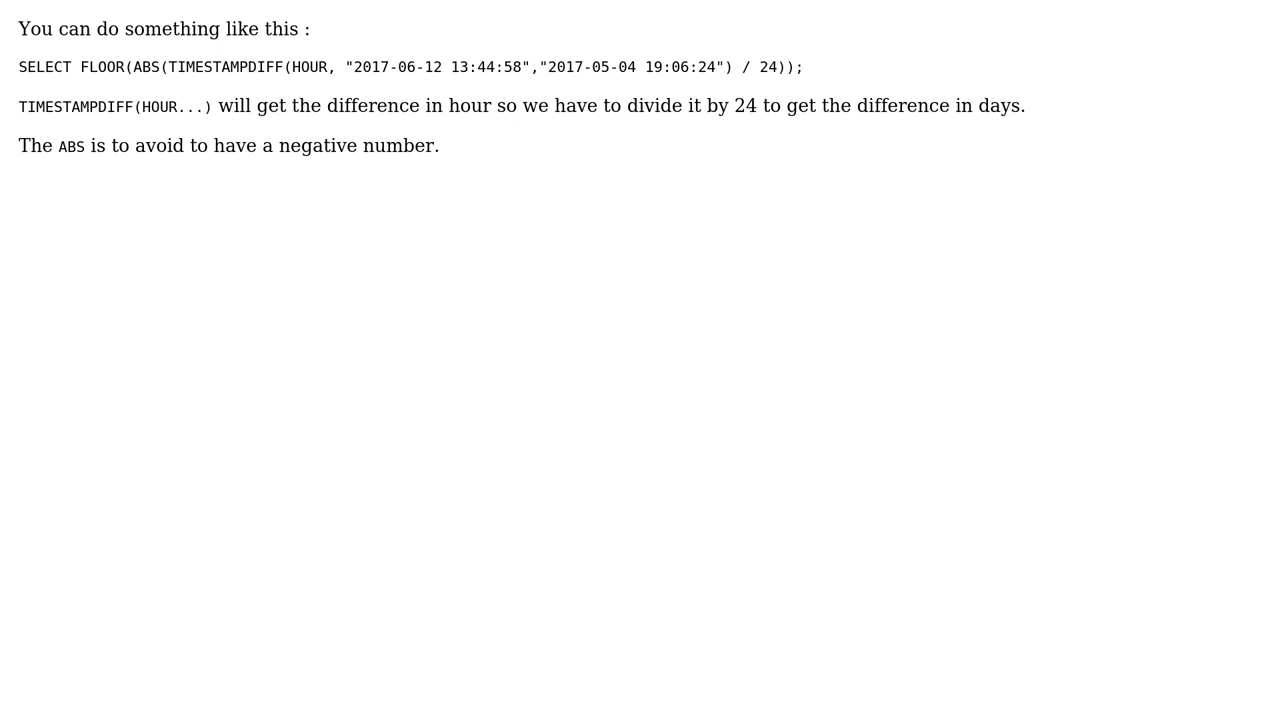 You can do something like this :
SELECT FLOOR(ABS(TIMESTAMPDIFF(HOUR, "2017-06-12 13:44:58","2017-05-04 19:06:24") / 24));
TIMESTAMPDIFF(HOUR...) will get the difference in hour so we have to divide it by 24 to get the difference in days.
The ABS is to avoid to have a negative number.